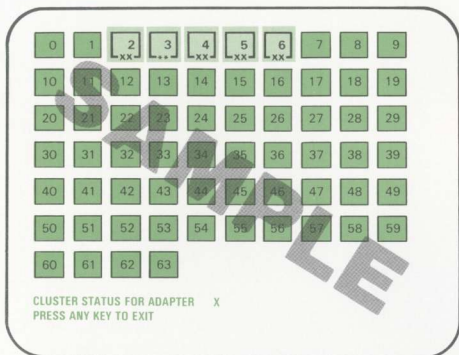 0 1 2 3 4 5 6 7 8 9
xx ** xx xx xx
10 11 12 13 14 15 16 17 18 19
20 21 22 23 24 25 26 27 28 29
30 31 32 33 34 35 36 37 38 39
40 41 42 43 44 45 46 47 48 49
50 51 52 53 54 55 56 57 58 59
60 61 62 63
SAMPLE
CLUSTER STATUS FOR ADAPTER X
PRESS ANY KEY TO EXIT